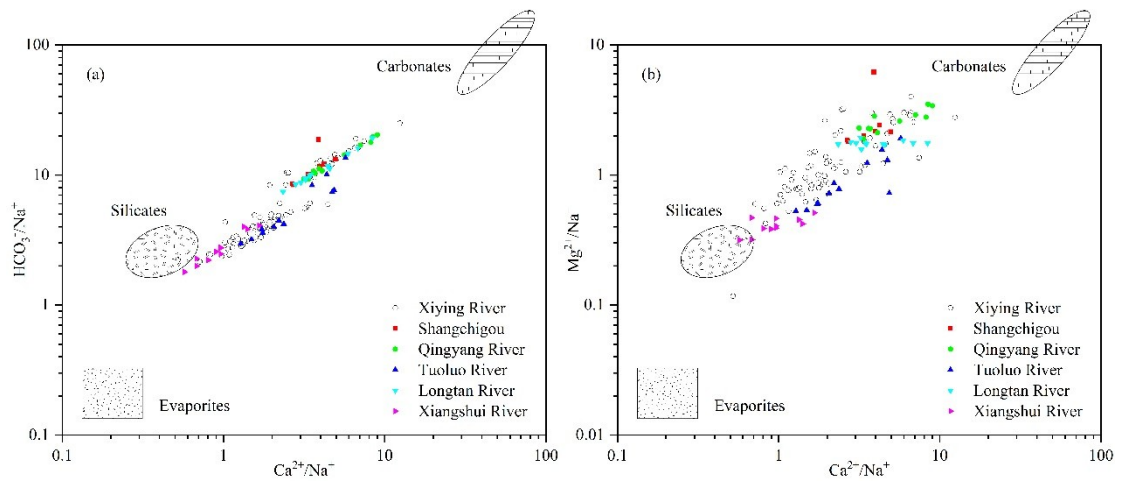 100
10
1
0.1
HCO₃⁻/Na⁺
(a)
Carbonates
Silicates
Evaporites
Xiying River
Shangchigou
Qingyang River
Tuoluo River
Longtan River
Xiangshui River
0.1
1
10
100
Ca²⁺/Na⁺
10
1
0.1
0.01
Mg²⁺/Na
(b)
Carbonates
Silicates
Evaporites
Xiying River
Shangchigou
Qingyang River
Tuoluo River
Longtan River
Xiangshui River
0.1
1
10
100
Ca²⁺/Na⁺